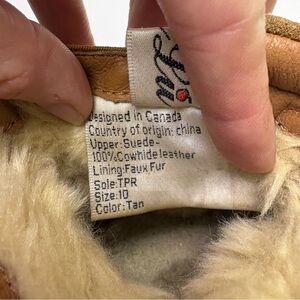 Designed in Canada
Country of origin: china
Upper: Suede-
100%Cowhide leather
Lining:Faux Fur
Sole:TPR
Size:10
Color:Tan